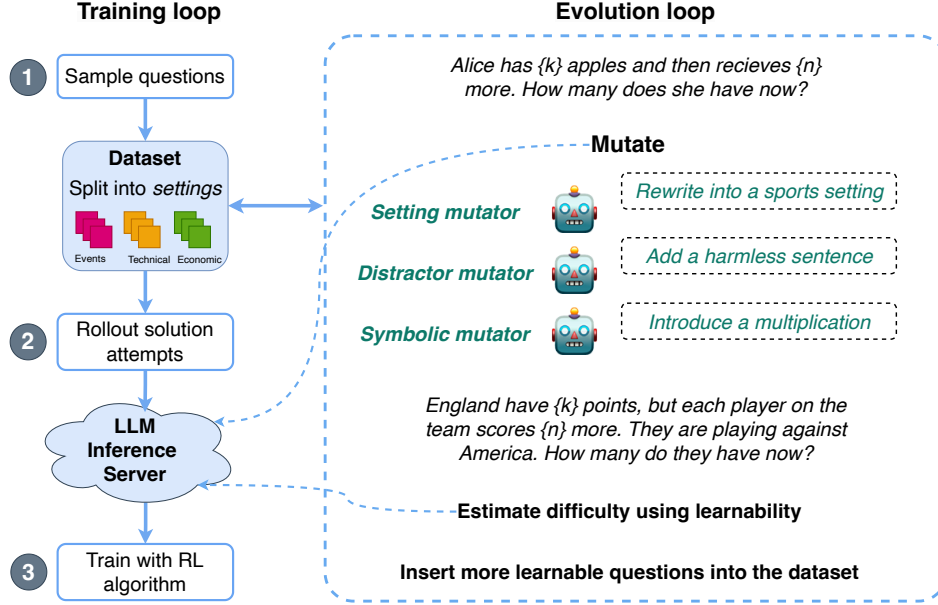 Training loop
1
Sample questions
Dataset
Split into settings
Events
Technical
Economic
2
Rollout solution
attempts
LLM
Inference
Server
3
Train with RL
algorithm
Evolution loop
Alice has {k} apples and then recieves {n}
more. How many does she have now?
Mutate
Setting mutator
Rewrite into a sports setting
Distractor mutator
Add a harmless sentence
Symbolic mutator
Introduce a multiplication
England have {k} points, but each player on the
team scores {n} more. They are playing against
America. How many do they have now?
Estimate difficulty using learnability
Insert more learnable questions into the dataset